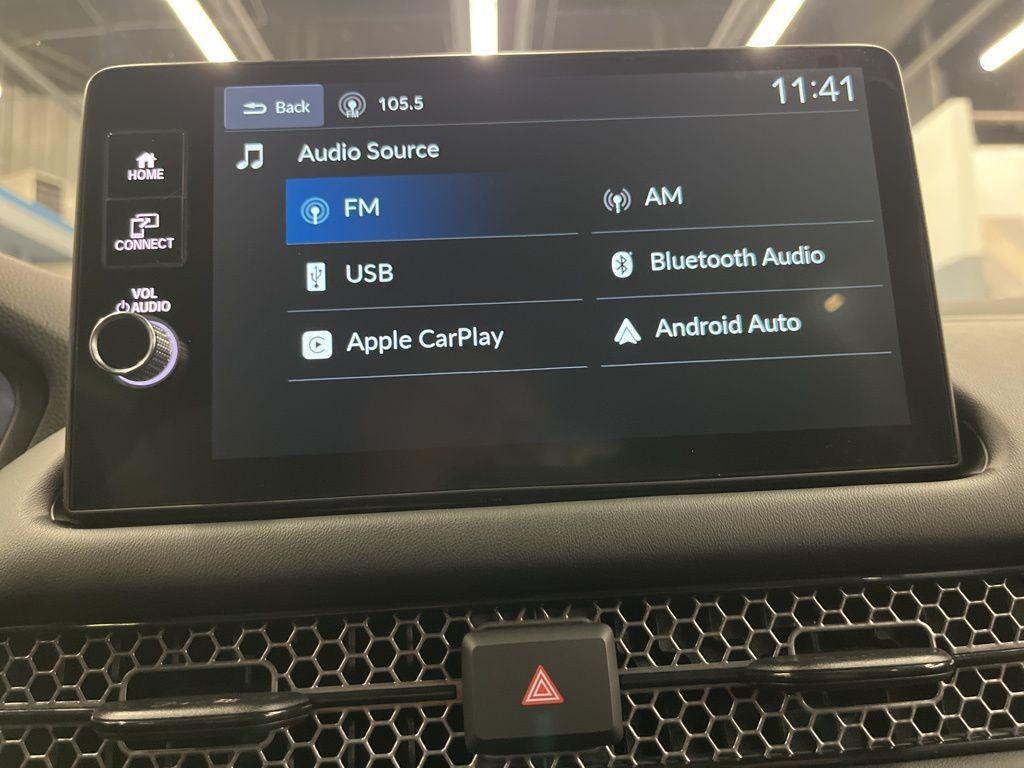 Back
FM
105.5
11:41
Audio Source
HOME
CONNECT
VOL
AUDIO
FM
AM
USB
Bluetooth Audio
Apple CarPlay
Android Auto